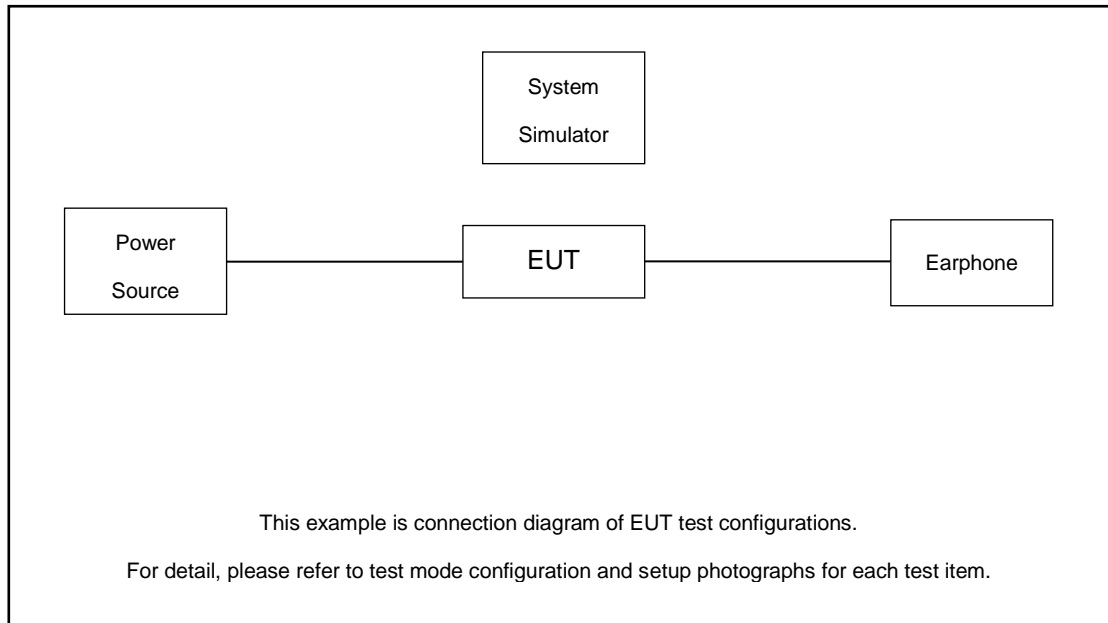 System
Simulator
Power
Source
EUT
Earphone
This example is connection diagram of EUT test configurations.
For detail, please refer to test mode configuration and setup photographs for each test item.